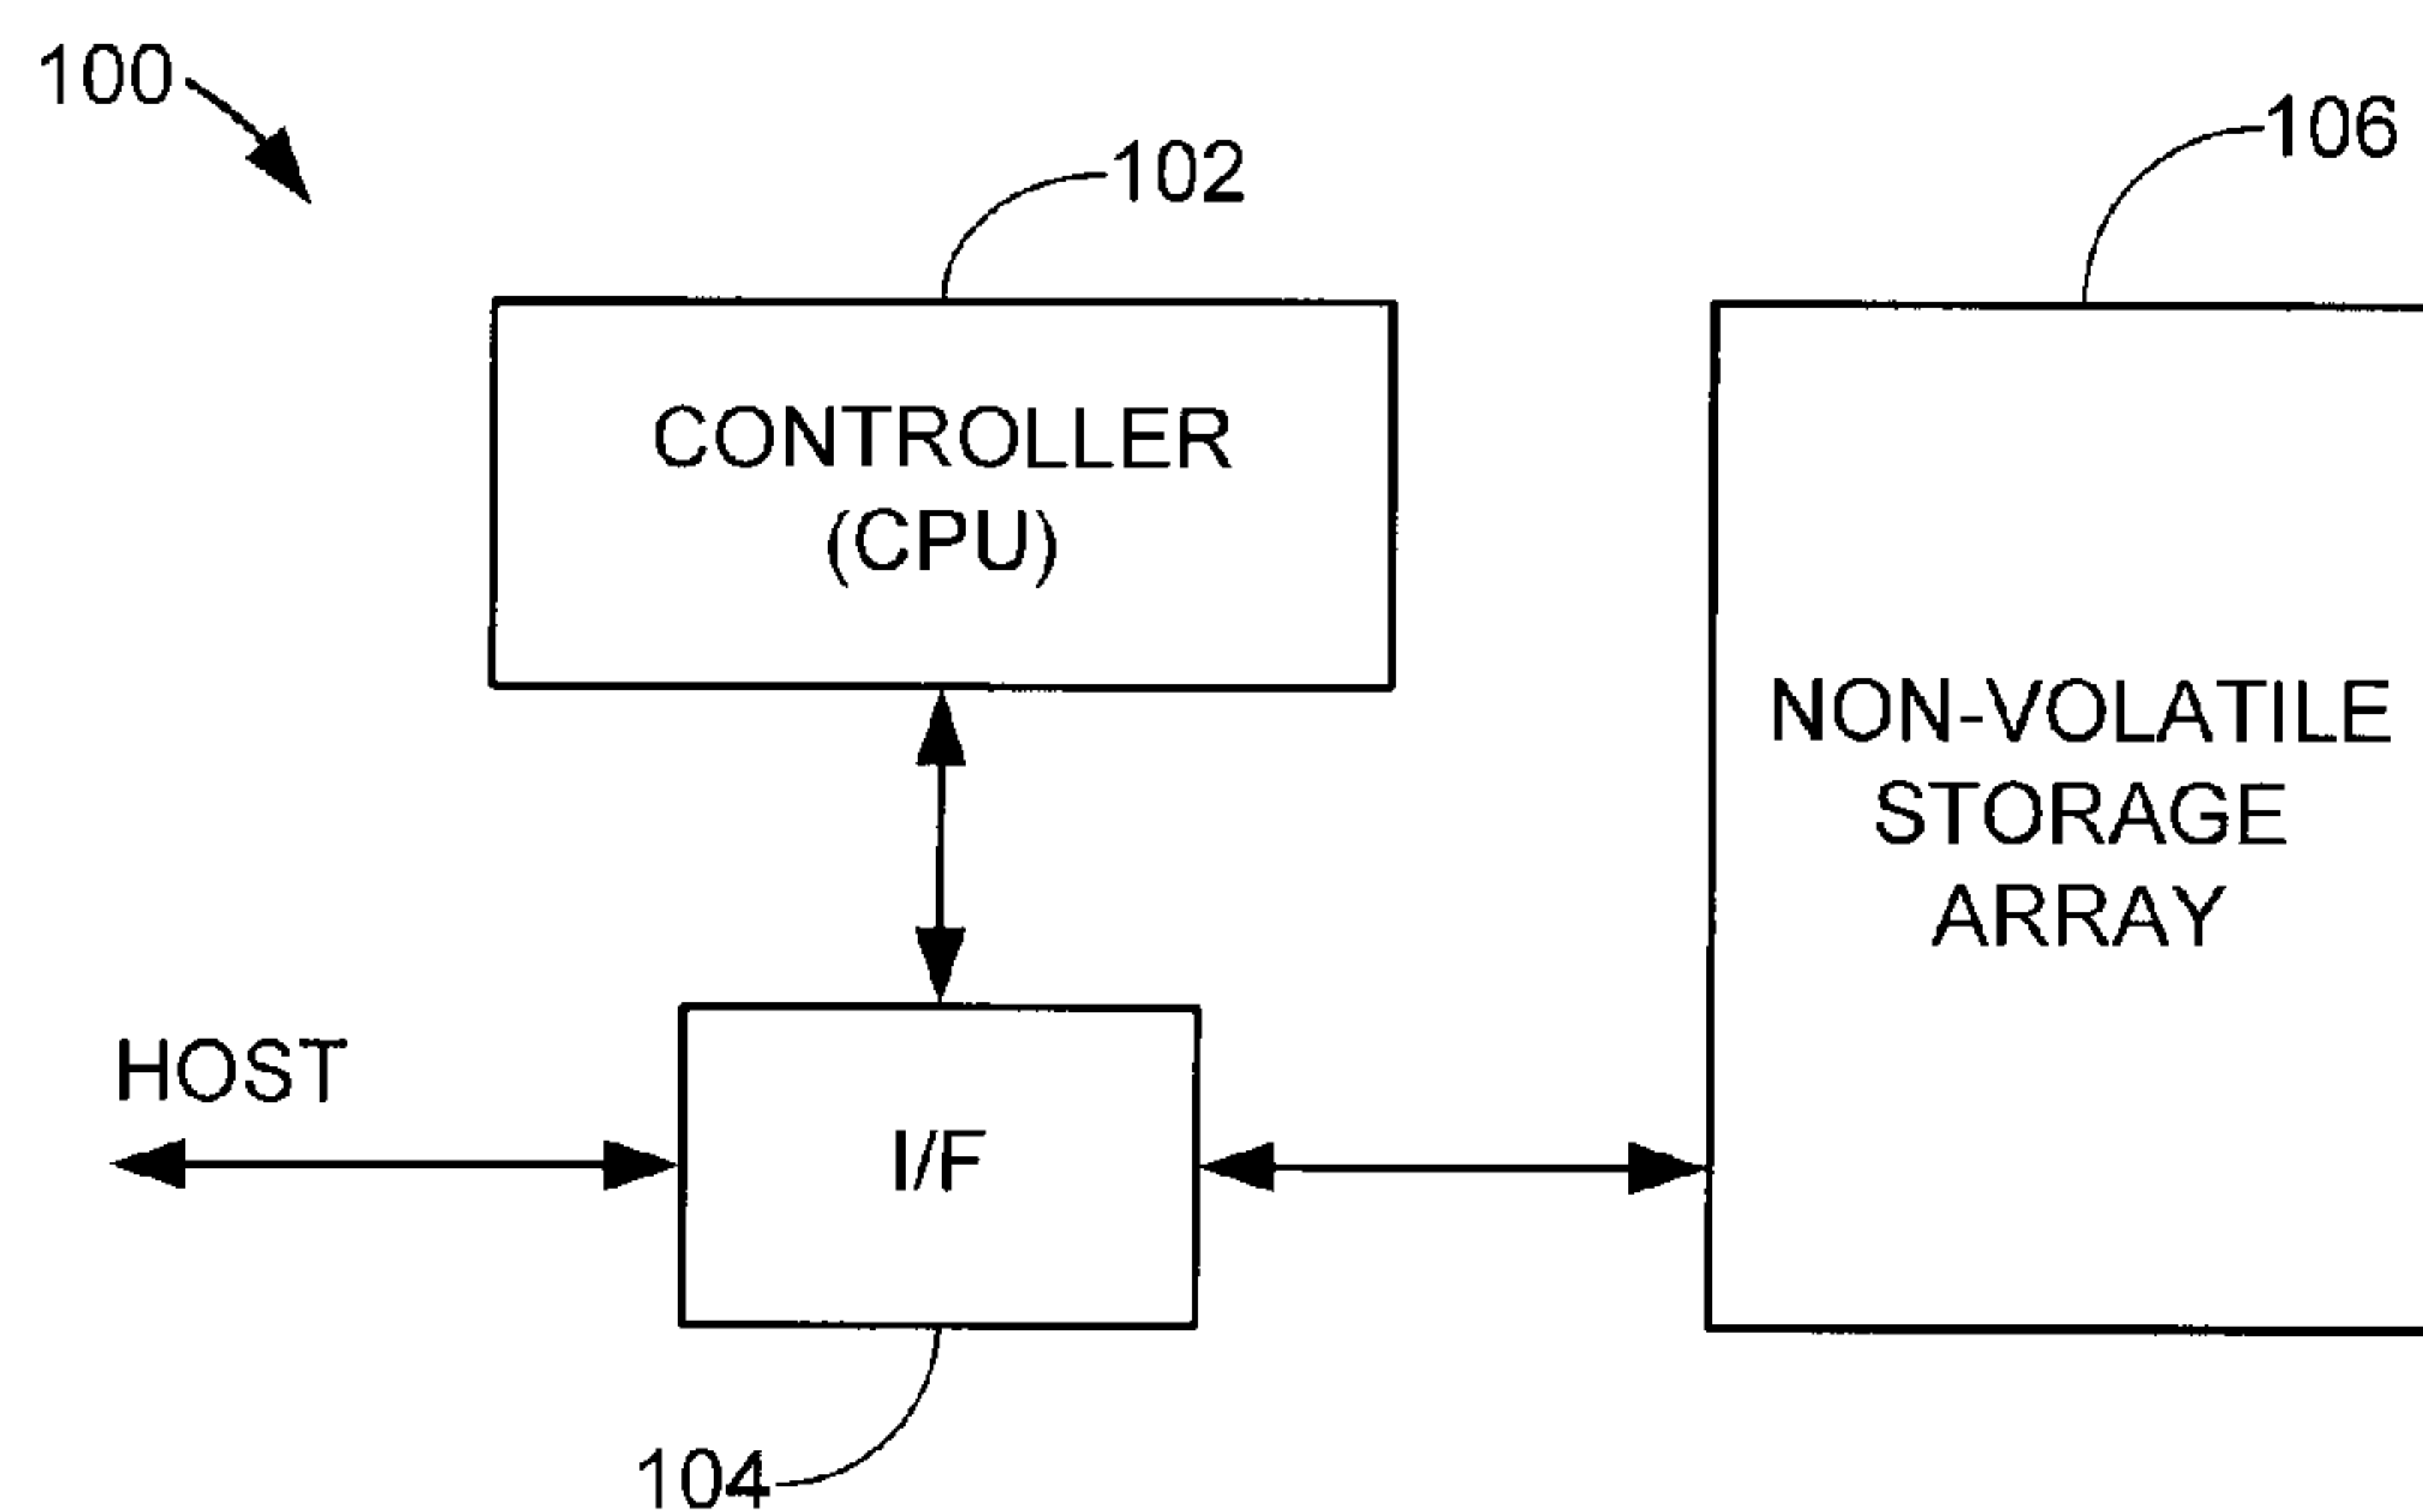 100
102
106
CONTROLLER
(CPU)
NON-VOLATILE
STORAGE
ARRAY
HOST
I/F
104